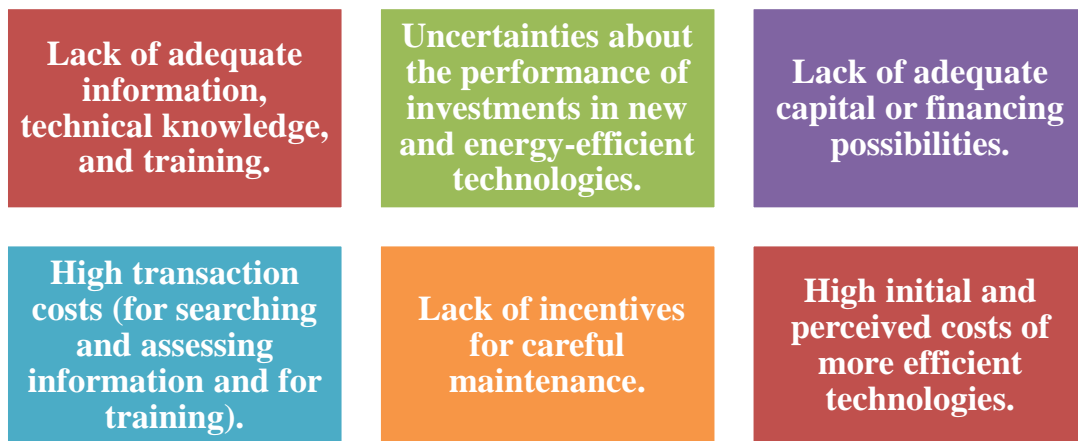 Lack of adequate
information,
technical knowledge,
and training.
Uncertainties about
the performance of
investments in new
and energy-efficient
technologies.
Lack of adequate
capital or financing
possibilities.
High transaction
costs (for searching
and assessing
information and for
training).
Lack of incentives
for careful
maintenance.
High initial and
perceived costs of
more efficient
technologies.